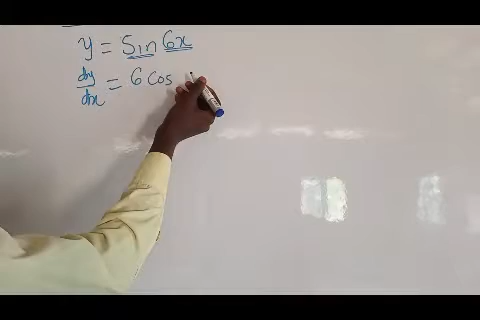 y = Sin 6x
dy/dx = 6 cos